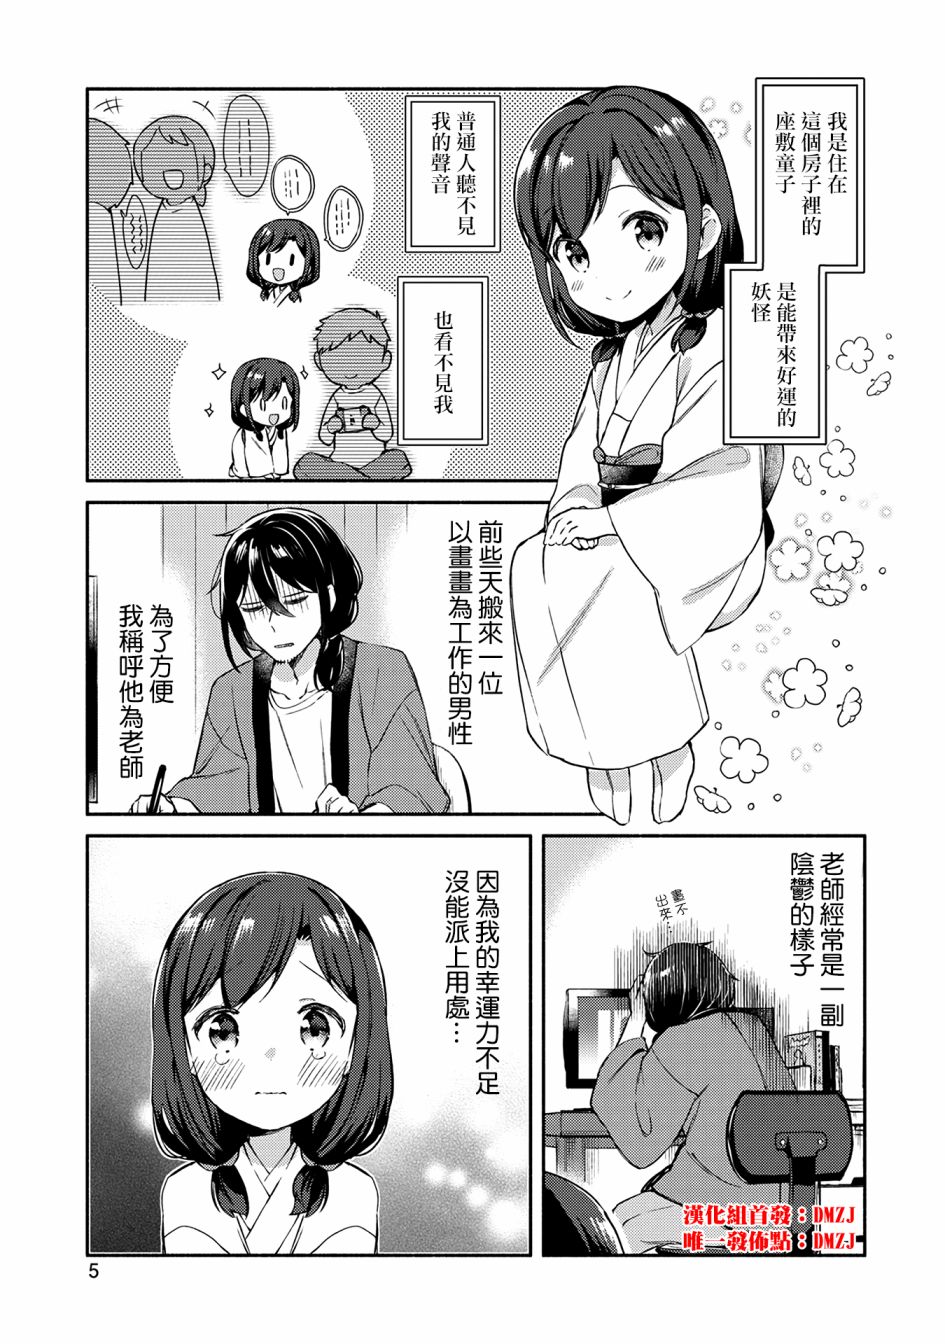 我是住在
這個房子裡的
座敷童子
是能帶來好運的
妖怪
普通人聽不見
我的聲音
也看不見我
前些天搬來一位
以畫畫為工作的男性
為了方便
我稱呼他為老師
老師經常是一副
陰鬱的樣子
畫不
出來…
因為我的幸運力不足
沒能派上用處…
漢化組首發：DMZJ
唯一發佈點：DMZJ
5